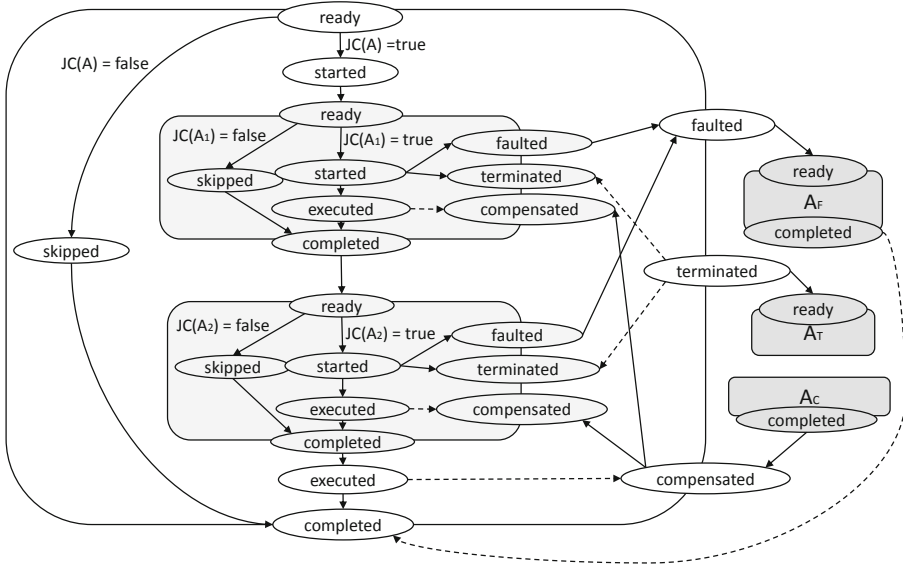 ready
JC(A) =true
JC(A) = false
started
ready
JC(A1) = false
JC(A1) = true
faulted
faulted
skipped
started
terminated
executed
compensated
completed
ready
AF
completed
skipped
terminated
ready
AT
ready
JC(A2) = false
JC(A2) = true
faulted
skipped
started
terminated
executed
compensated
completed
AC
completed
executed
compensated
completed